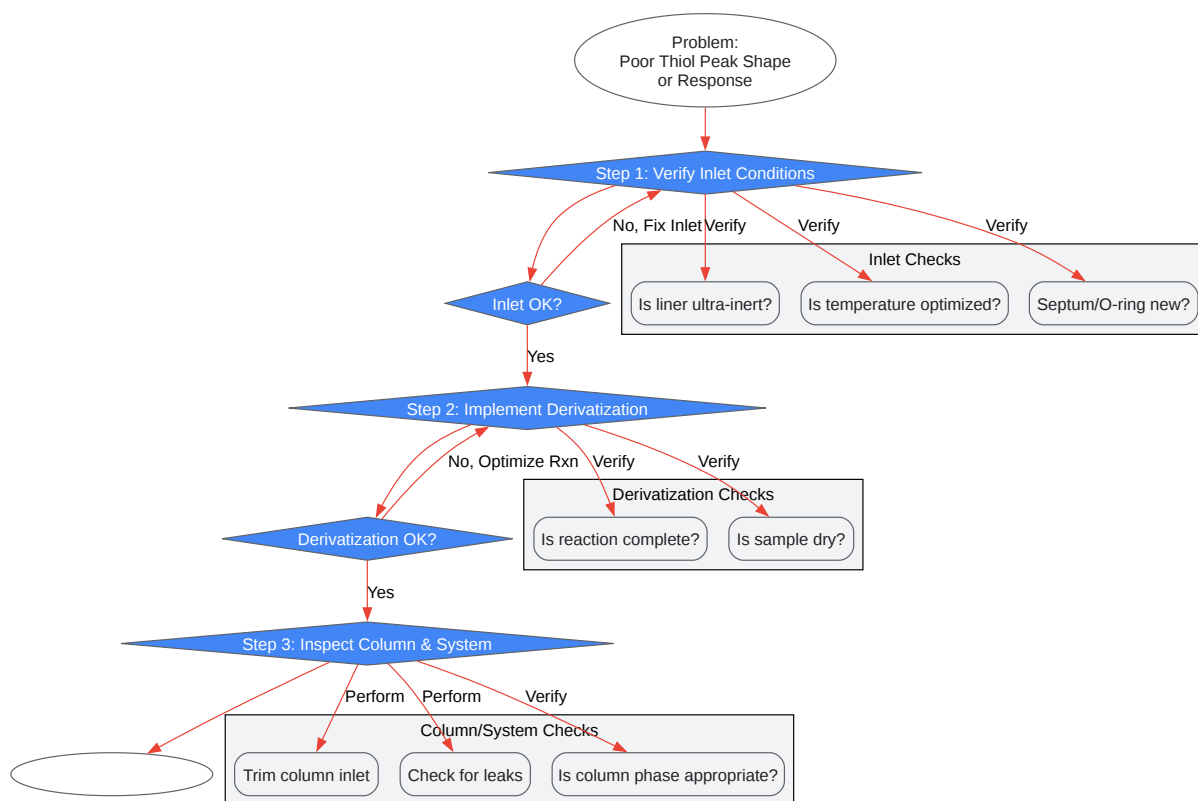 Problem:
Poor Thiol Peak Shape
or Response
Step 1: Verify Inlet Conditions
No, Fix Inlet
Verify
Verify
Verify
Inlet Checks
Inlet OK?
Is liner ultra-inert?
Is temperature optimized?
Septum/O-ring new?
Yes
Step 2: Implement Derivatization
No, Optimize Rxn
Verify
Verify
Derivatization Checks
Derivatization OK?
Is reaction complete?
Is sample dry?
Yes
Step 3: Inspect Column & System
Perform
Perform
Verify
Column/System Checks
Trim column inlet
Check for leaks
Is column phase appropriate?